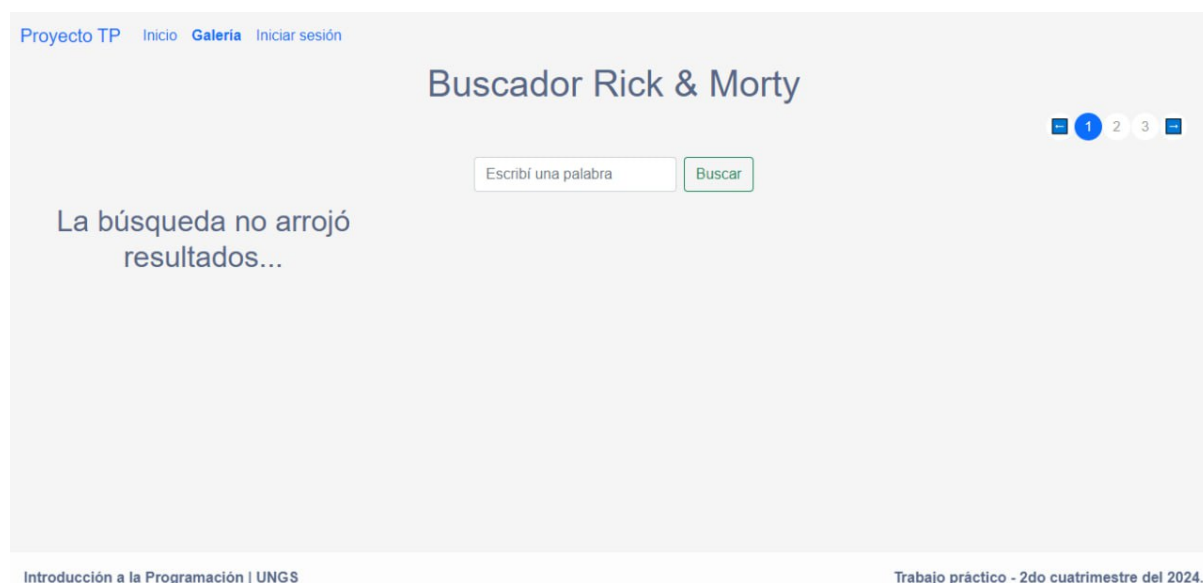 Proyecto TP Inicio Galería Iniciar sesión
Buscador Rick & Morty
← 1 2 3 →
Escribí una palabra Buscar
La búsqueda no arrojó
resultados...
Introducción a la Programación | UNGS Trabajo práctico - 2do cuatrimestre del 2024.